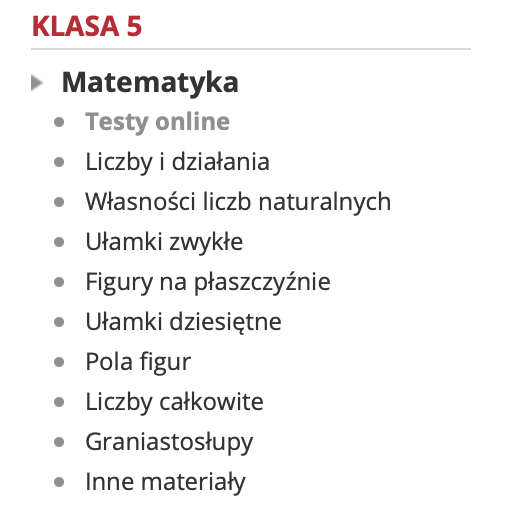 KLASA 5
Matematyka
Testy online
Liczby i działania
Własności liczb naturalnych
Ułamki zwykłe
Figury na płaszczyźnie
Ułamki dziesiętne
Pola figur
Liczby całkowite
Graniastosłupy
Inne materiały